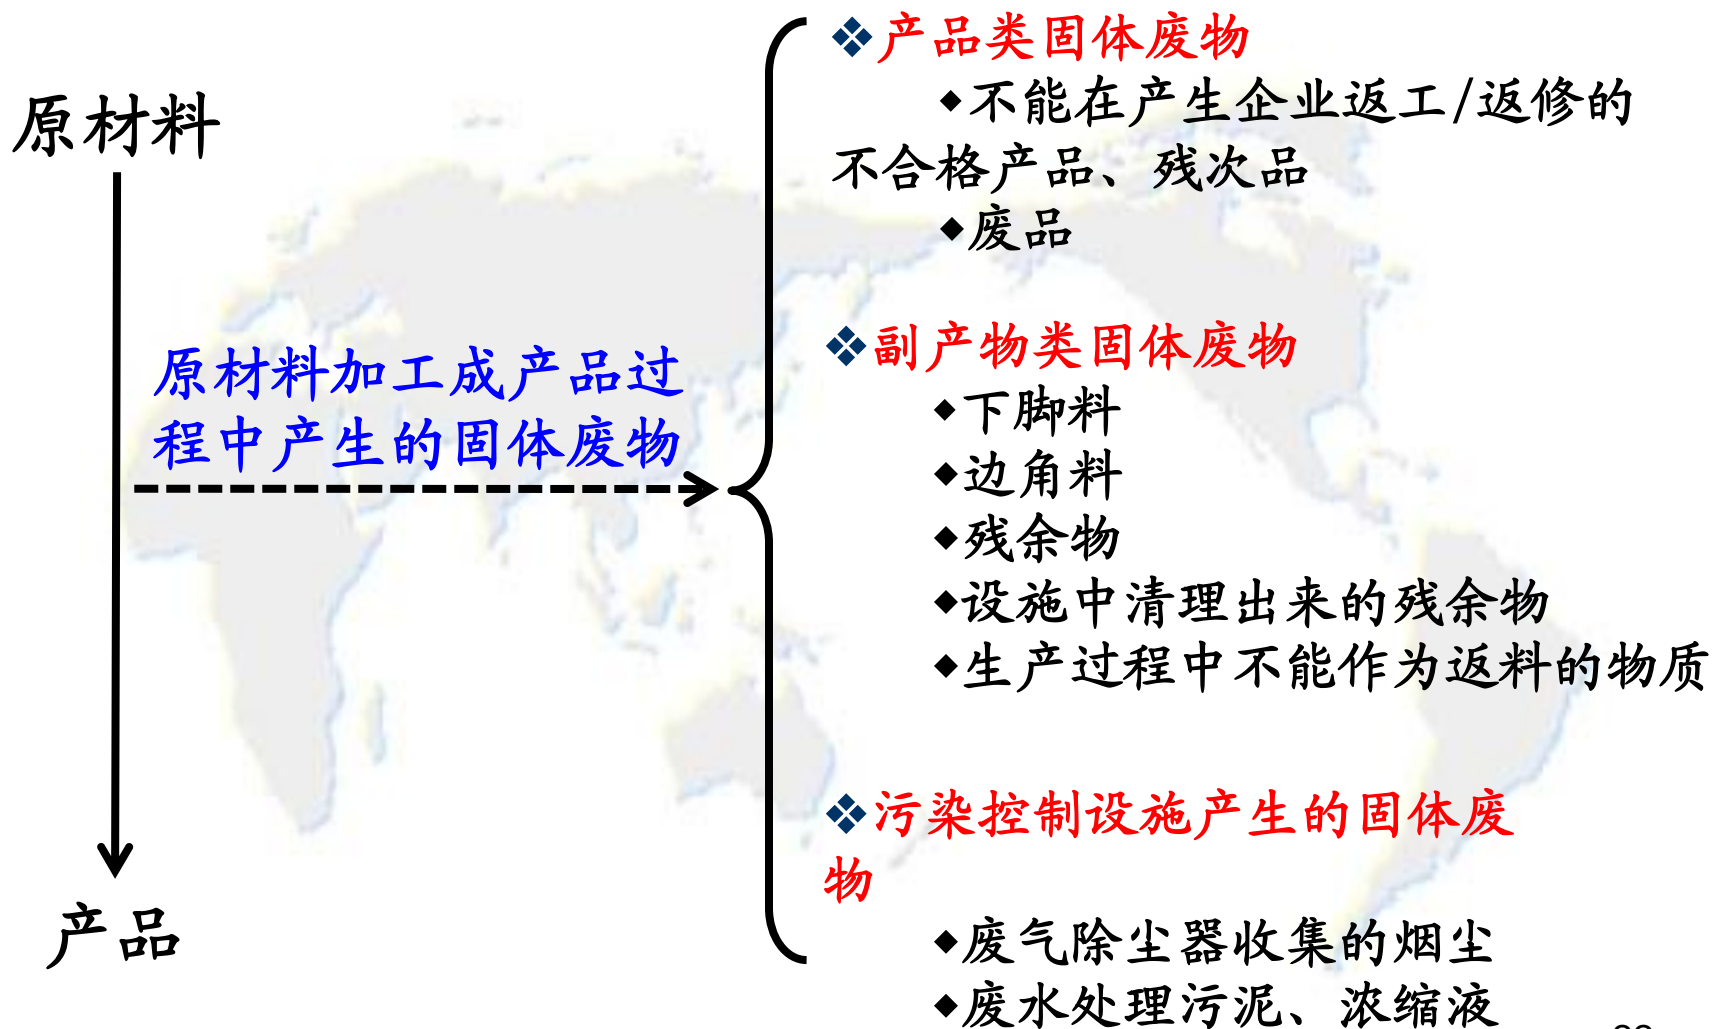 原材料
原材料加工成产品过
程中产生的固体废物
产品
❖产品类固体废物
◆不能在产生企业返工/返修的
不合格产品、残次品
◆废品
❖副产物类固体废物
◆下脚料
◆边角料
◆残余物
◆设施中清理出来的残余物
◆生产过程中不能作为返料的物质
❖污染控制设施产生的固体废
物
◆废气除尘器收集的烟尘
◆废水处理污泥、浓缩液